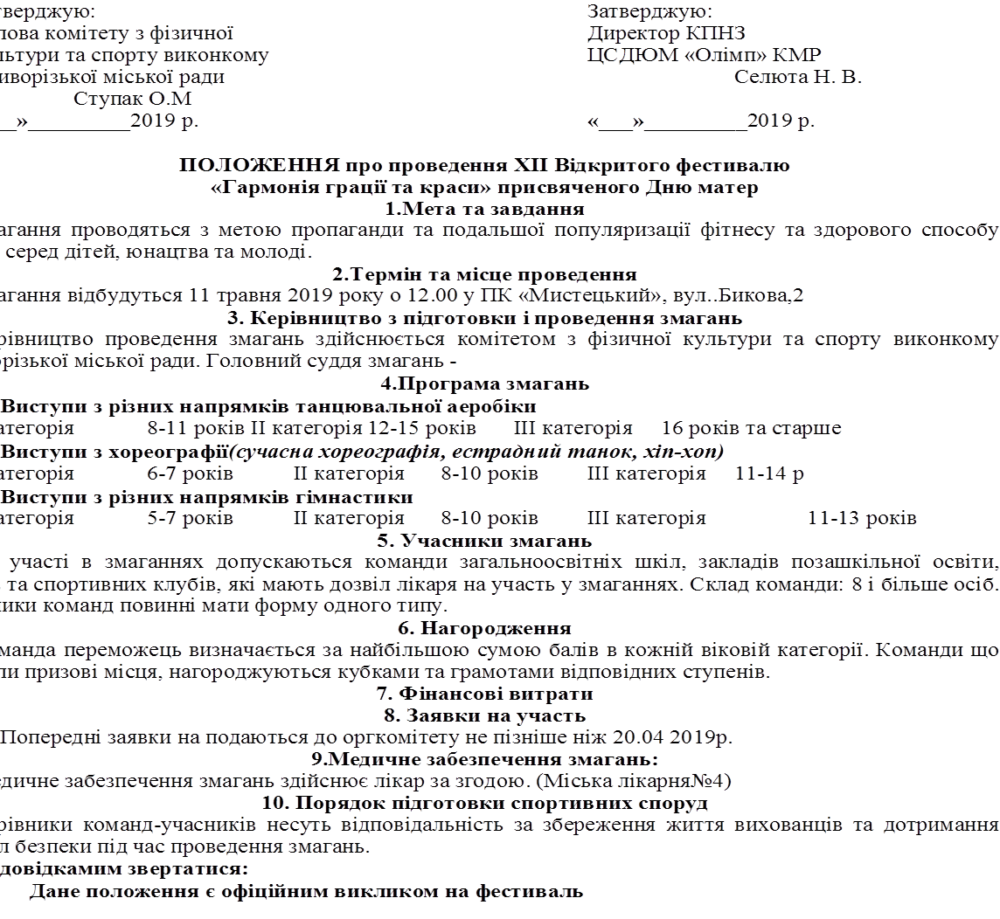 тверджую: Затверджую:
лова комітету з фізичної Директор КПНЗ
льтури та спорту виконкому ЦСДЮМ «Олімп» КМР
иворізької міської ради Селюта Н. В.
Ступак О.М
__»_________2019 р. «___»_________2019 р.
ПОЛОЖЕННЯ про проведення XII Відкритого фестивалю
«Гармонія грації та краси» присвяченого Дню матер
1.Мета та завдання
агання проводяться з метою пропаганди та подальшої популяризації фітнесу та здорового способу
серед дітей, юнацтва та молоді.
2.Термін та місце проведення
агання відбудуться 11 травня 2019 року о 12.00 у ПК «Мистецький», вул..Бикова,2
3. Керівництво з підготовки і проведення змагань
рівництво проведення змагань здійснюється комітетом з фізичної культури та спорту виконкому
орізької міської ради. Головний суддя змагань -
4.Програма змагань
Виступи з різних напрямків танцювальної аеробіки
атегорія 8-11 років II категорія 12-15 років III категорія 16 років та старше
Виступи з хореографії(сучасна хореографія, естрадний танок, хіп-хоп)
атегорія 6-7 років II категорія 8-10 років III категорія 11-14 р
Виступи з різних напрямків гімнастики
атегорія 5-7 років II категорія 8-10 років III категорія 11-13 років
5. Учасники змагань
участі в змаганнях допускаються команди загальноосвітніх шкіл, закладів позашкільної освіти,
та спортивних клубів, які мають дозвіл лікаря на участь у змаганнях. Склад команди: 8 і більше осіб.
ники команд повинні мати форму одного типу.
6. Нагородження
манда переможець визначається за найбільшою сумою балів в кожній віковій категорії. Команди що
ли призові місця, нагороджуються кубками та грамотами відповідних ступенів.
7. Фінансові витрати
8. Заявки на участь
Попередні заявки на подаються до оргкомітету не пізніше ніж 20.04 2019р.
9.Медичне забезпечення змагань:
едичне забезпечення змагань здійснює лікар за згодою. (Міська лікарня№4)
10. Порядок підготовки спортивних споруд
рівники команд-учасників несуть відповідальність за збереження життя вихованців та дотримання
л безпеки під час проведення змагань.
довідкамим звертатися:
Дане положення є офіційним викликом на фестиваль